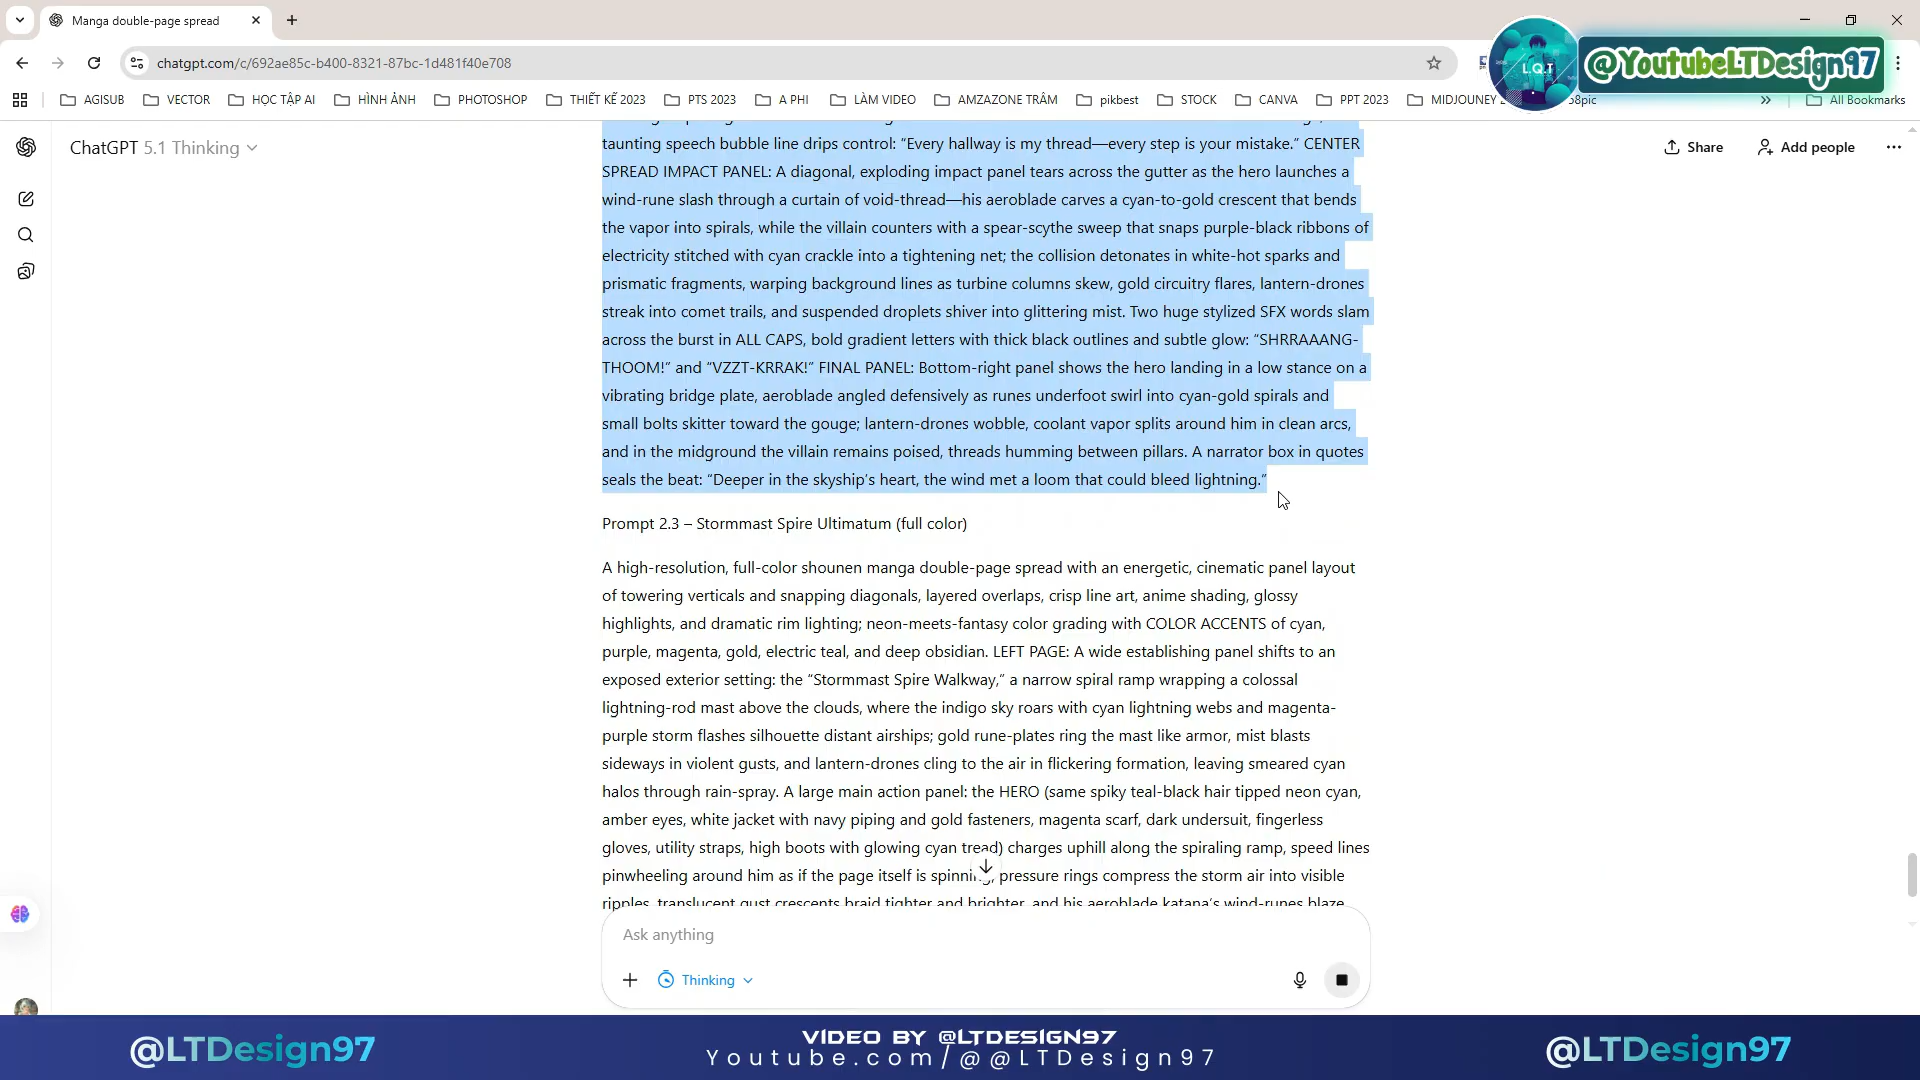 Manga double-page spread
chatgpt.com/c/692ae85c-b400-8321-87bc-1d481f40e708
L.Q.T
@YoutubeLTDesign97
AGISUB
VECTOR
HỌC TẬP AI
HÌNH ẢNH
PHOTOSHOP
THIẾT KẾ 2023
PTS 2023
A PHI
LÀM VIDEO
AMZAZONE TRÂM
pikbest
STOCK
CANVA
PPT 2023
MIDJOUNEY 2
58pic
All Bookmarks
ChatGPT 5.1 Thinking
Share
Add people
taunting speech bubble line drips control: “Every hallway is my thread—every step is your mistake.” CENTER
SPREAD IMPACT PANEL: A diagonal, exploding impact panel tears across the gutter as the hero launches a
wind-rune slash through a curtain of void-thread—his aeroblade carves a cyan-to-gold crescent that bends
the vapor into spirals, while the villain counters with a spear-scythe sweep that snaps purple-black ribbons of
electricity stitched with cyan crackle into a tightening net; the collision detonates in white-hot sparks and
prismatic fragments, warping background lines as turbine columns skew, gold circuitry flares, lantern-drones
streak into comet trails, and suspended droplets shiver into glittering mist. Two huge stylized SFX words slam
across the burst in ALL CAPS, bold gradient letters with thick black outlines and subtle glow: “SHRRAAANG-
THOOM!” and “VZZT-KRRAK!” FINAL PANEL: Bottom-right panel shows the hero landing in a low stance on a
vibrating bridge plate, aeroblade angled defensively as runes underfoot swirl into cyan-gold spirals and
small bolts skitter toward the gouge; lantern-drones wobble, coolant vapor splits around him in clean arcs,
and in the midground the villain remains poised, threads humming between pillars. A narrator box in quotes
seals the beat: “Deeper in the skyship’s heart, the wind met a loom that could bleed lightning.”
Prompt 2.3 – Stormmast Spire Ultimatum (full color)
A high-resolution, full-color shounen manga double-page spread with an energetic, cinematic panel layout
of towering verticals and snapping diagonals, layered overlaps, crisp line art, anime shading, glossy
highlights, and dramatic rim lighting; neon-meets-fantasy color grading with COLOR ACCENTS of cyan,
purple, magenta, gold, electric teal, and deep obsidian. LEFT PAGE: A wide establishing panel shifts to an
exposed exterior setting: the “Stormmast Spire Walkway,” a narrow spiral ramp wrapping a colossal
lightning-rod mast above the clouds, where the indigo sky roars with cyan lightning webs and magenta-
purple storm flashes silhouette distant airships; gold rune-plates ring the mast like armor, mist blasts
sideways in violent gusts, and lantern-drones cling to the air in flickering formation, leaving smeared cyan
halos through rain-spray. A large main action panel: the HERO (same spiky teal-black hair tipped neon cyan,
amber eyes, white jacket with navy piping and gold fasteners, magenta scarf, dark undersuit, fingerless
gloves, utility straps, high boots with glowing cyan tread) charges uphill along the spiraling ramp, speed lines
pinwheeling around him as if the page itself is spinning; pressure rings compress the storm air into visible
ripples, translucent gust crescents braid tighter and brighter, and his aeroblade katana’s wind-runes blaze
Ask anything
Thinking
@LTDesign97
VIDEO BY @LTDESIGN97
Youtube.com/@@LTDesign97
@LTDesign97